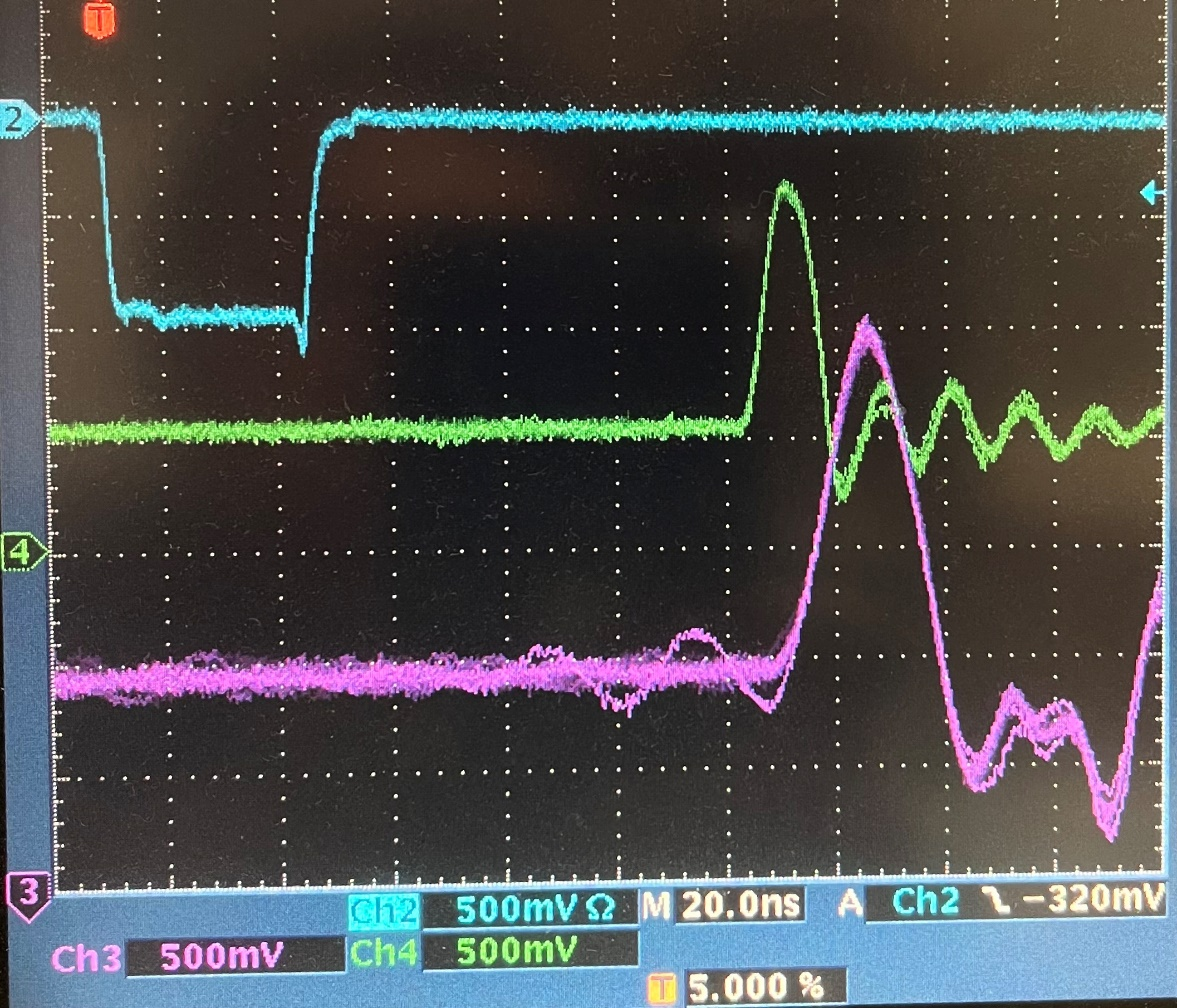 T
2
4
3
Ch2 500mV Ω M 20.0ns A Ch2 ㄟ -320mV
Ch3 500mV Ch4 500mV
T 5.000 %